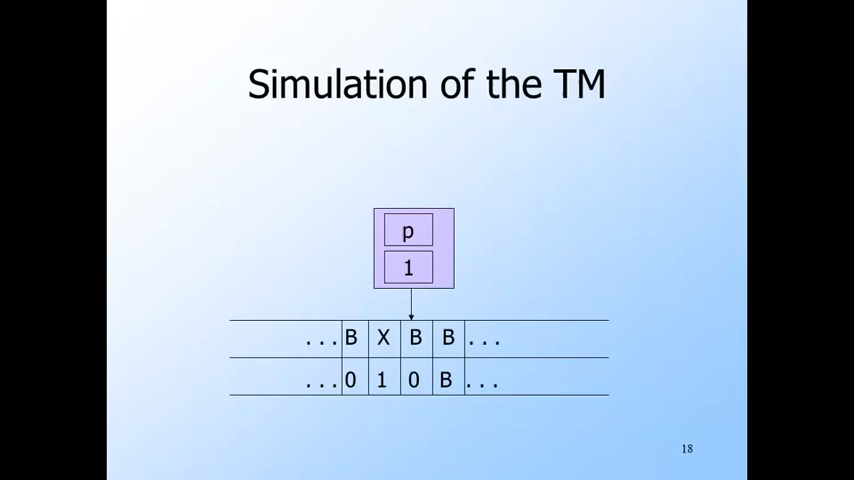 Simulation of the TM
p
1
...B X B B ...
...0 1 0 B ...
18